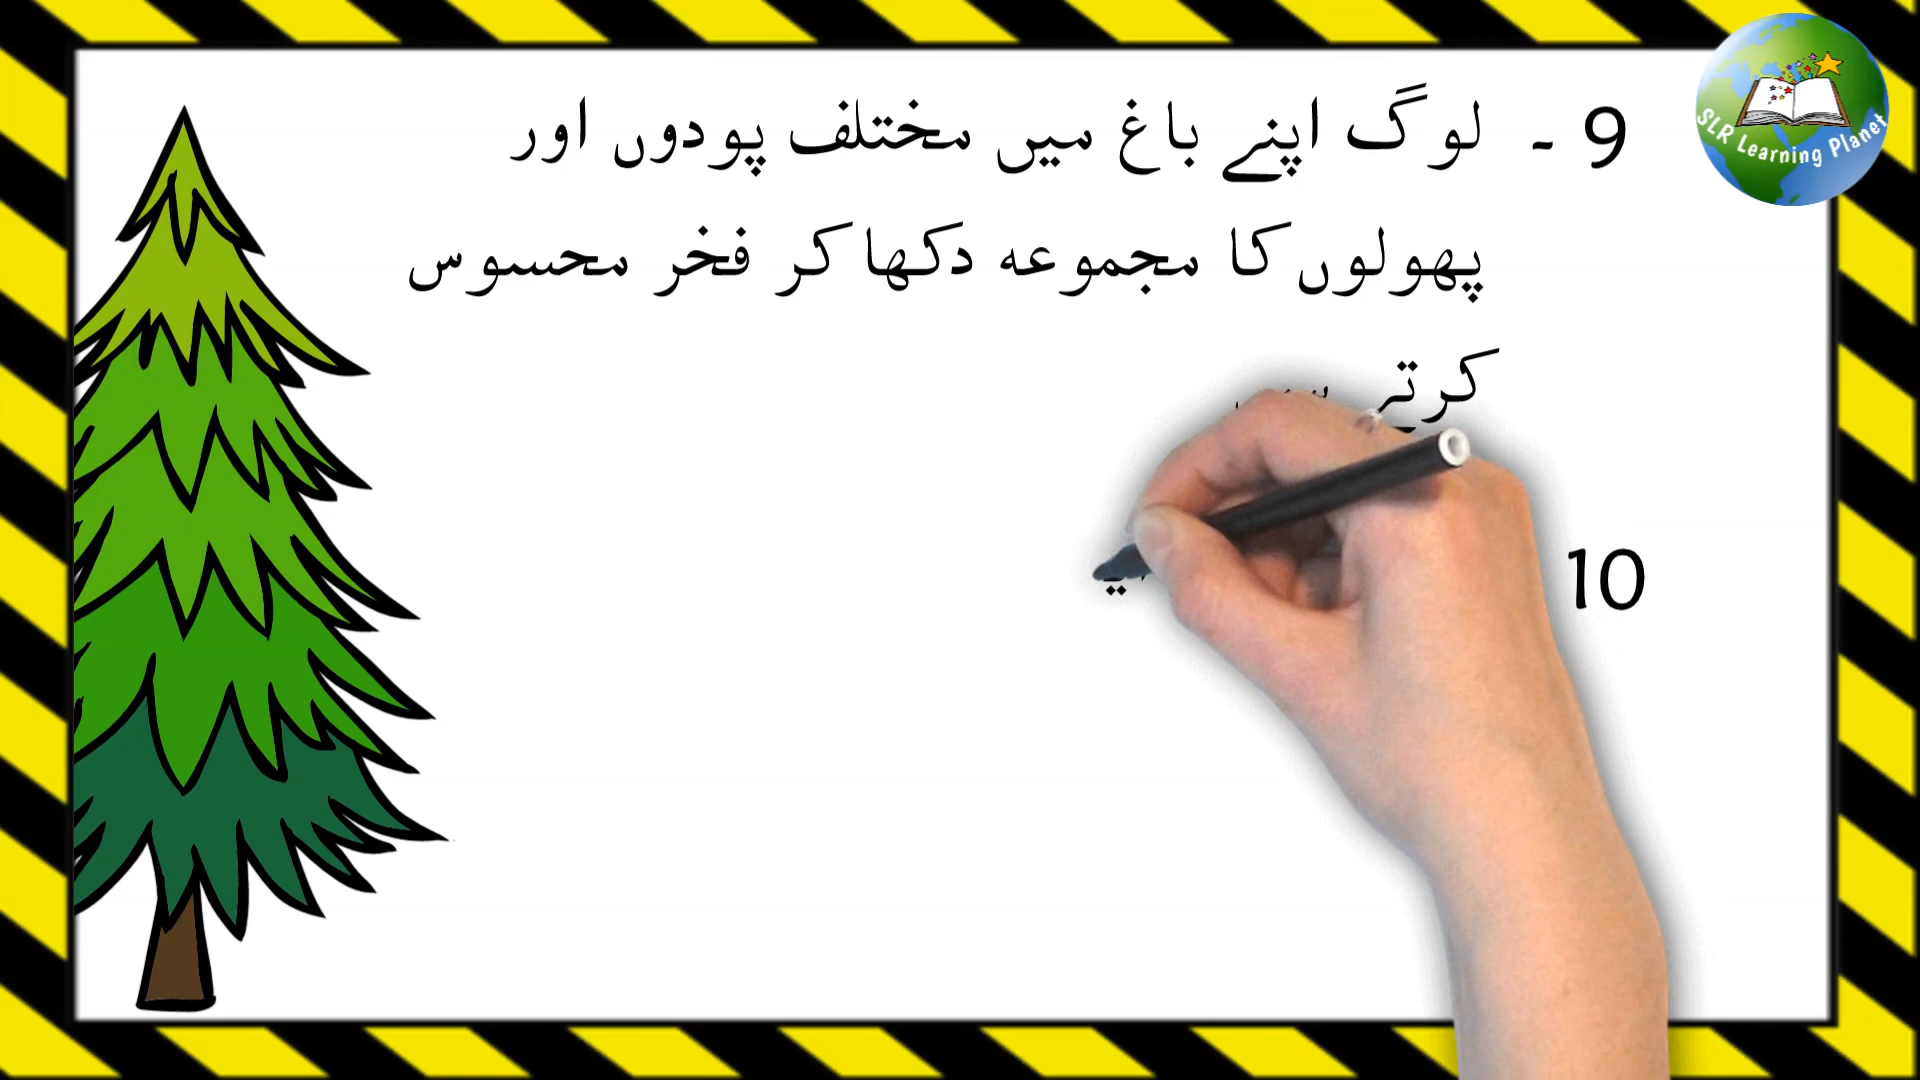 9 ۔ لوگ اپنے باغ میں مختلف پودوں اور
پھولوں کا مجموعہ دکھا کر فخر محسوس
کرتے
10
SLR Learning Planet